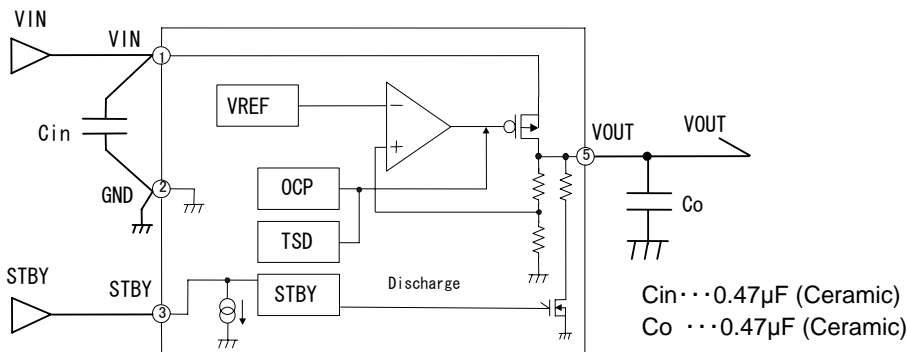 VIN
VIN
1
VREF
−
+
VOUT
5
VOUT
Cin
GND
2
OCP
TSD
Co
STBY
STBY
3
STBY
Discharge
Cin･･･0.47µF (Ceramic)
Co ･･･0.47µF (Ceramic)